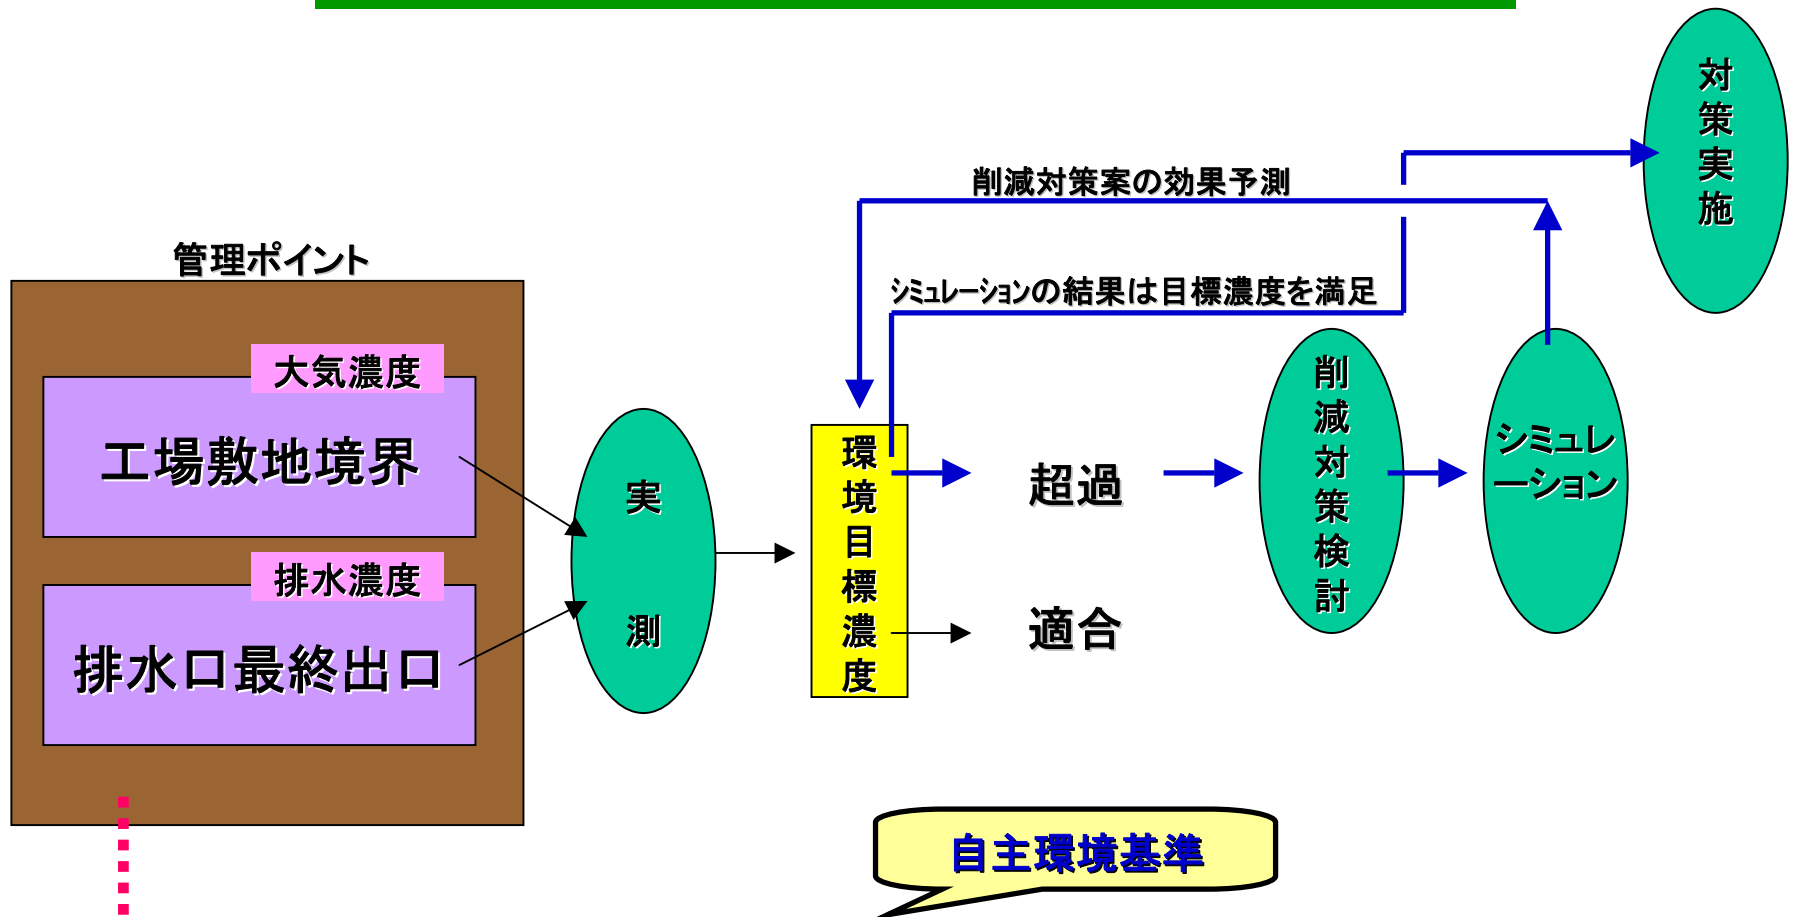 対策実施
削減対策案の効果予測
管理ポイント
ｼﾐｭﾚｰｼｮﾝの結果は目標濃度を満足
大気濃度
工場敷地境界
排水濃度
排水口最終出口
実測
環境目標濃度
超過
適合
削減対策検討
シミュレ
ーション
自主環境基準